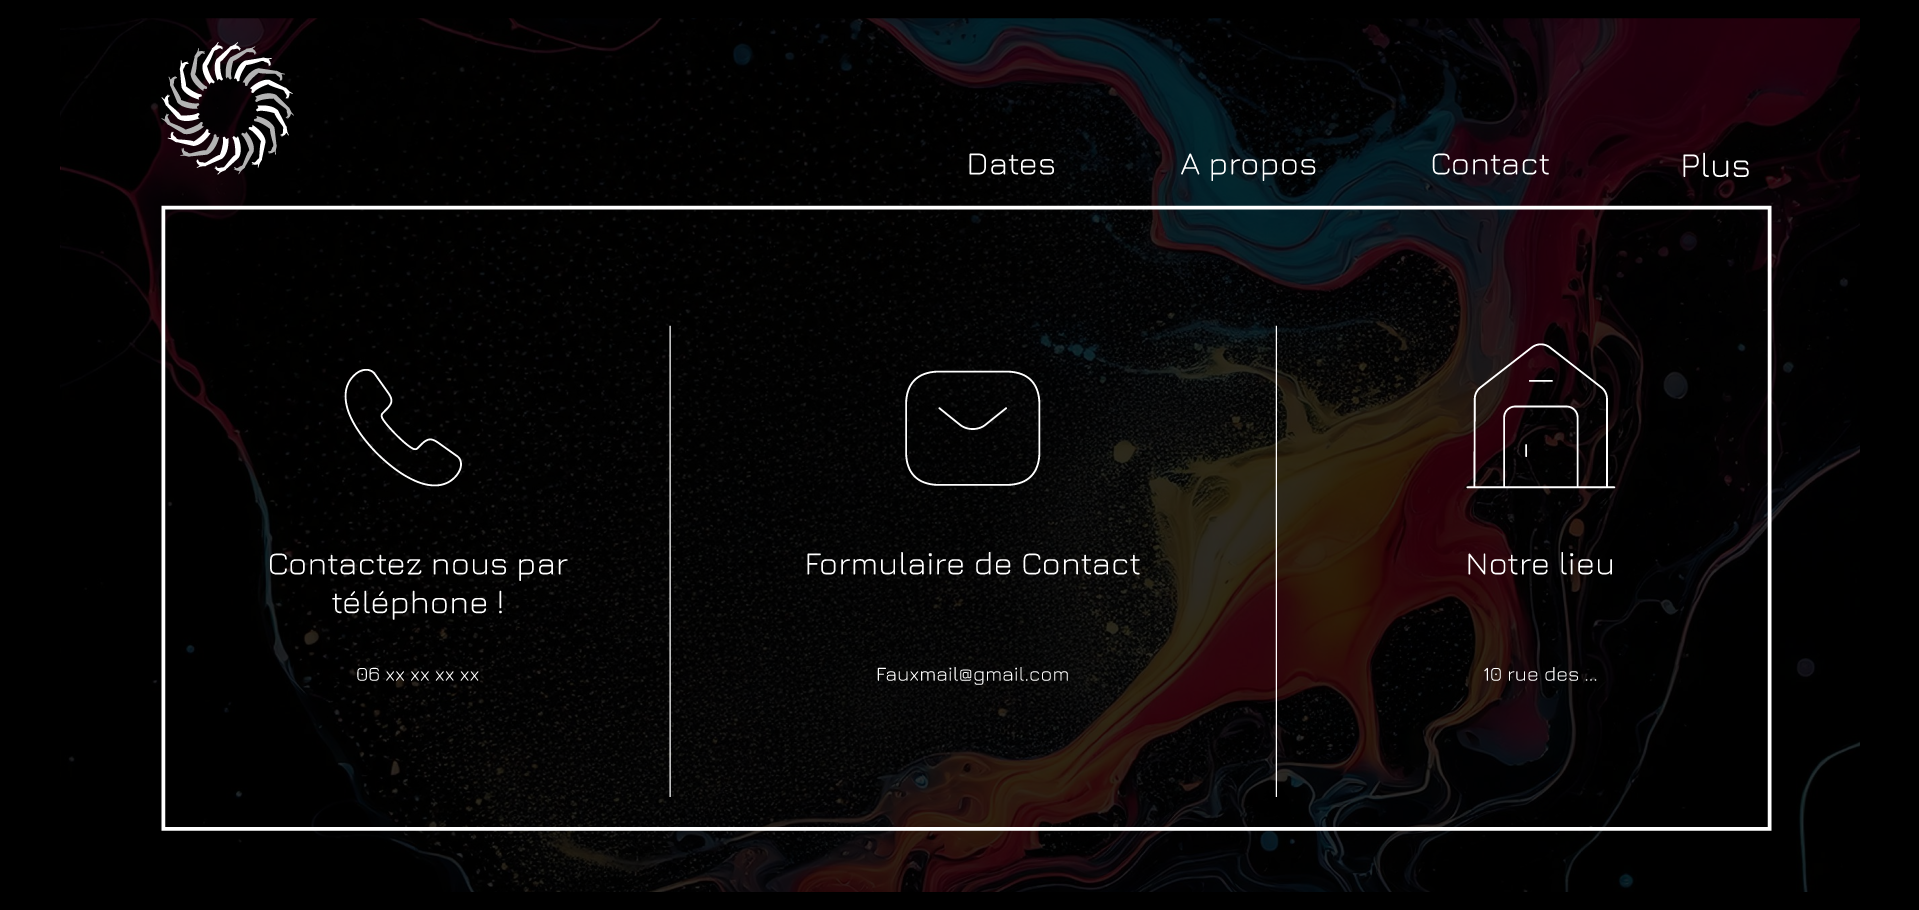 Dates
A propos
Contact
Plus
Contactez nous par
téléphone !
06 xx xx xx xx
Formulaire de Contact
Fauxmail@gmail.com
Notre lieu
10 rue des ...